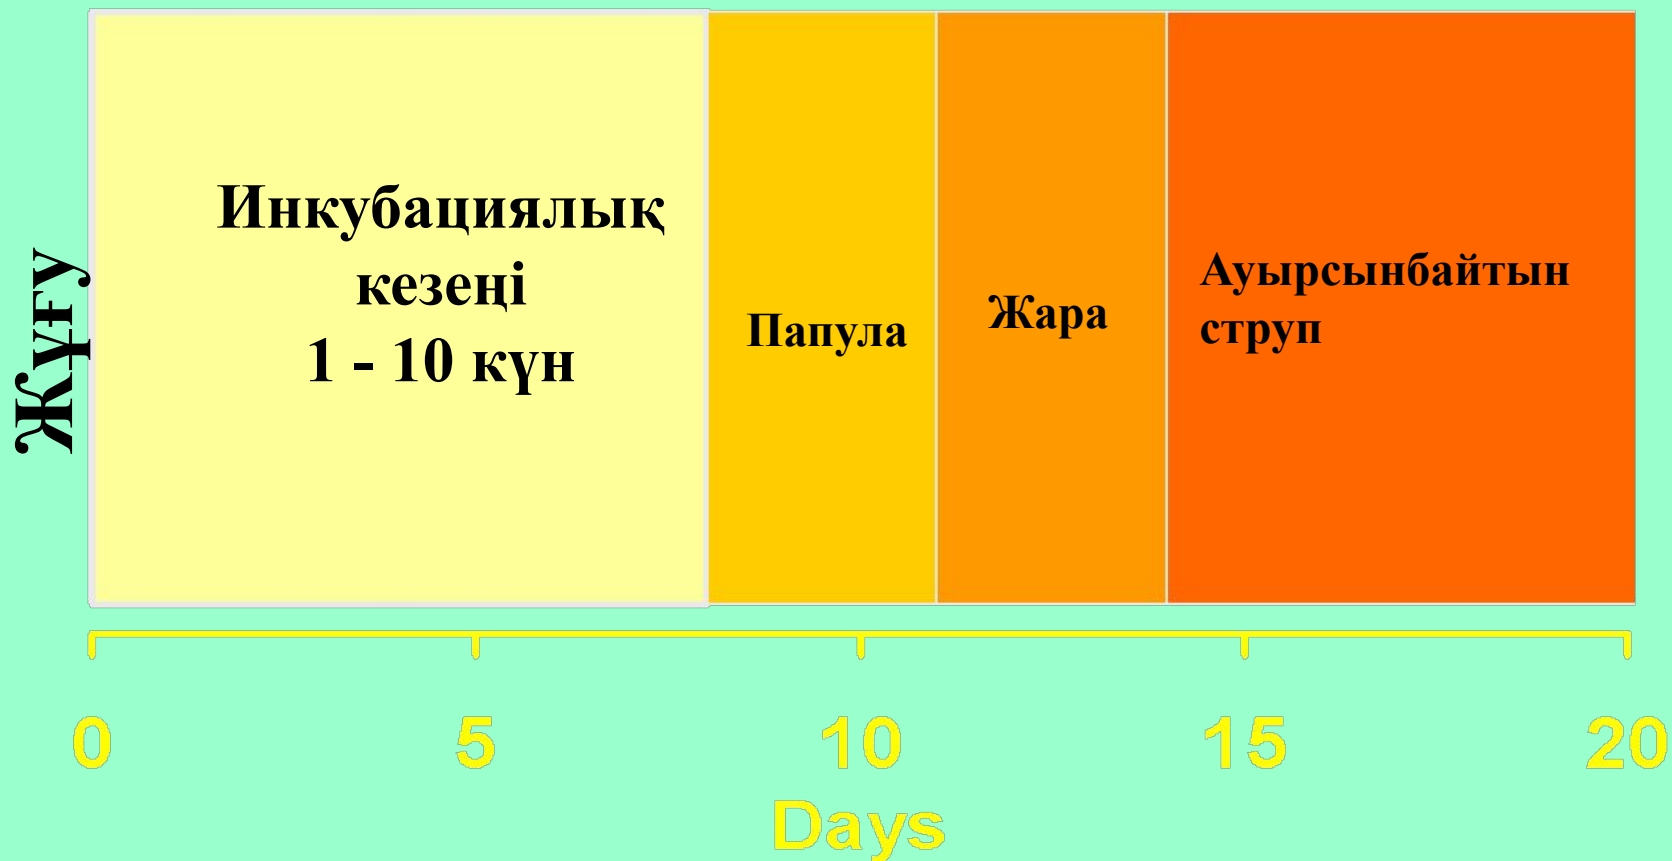 Жұғу
Инкубациялық
кезеңі
1 - 10 күн
Папула
Жара
Ауырсынбайтын
струп
0 5 10 15 20
Days